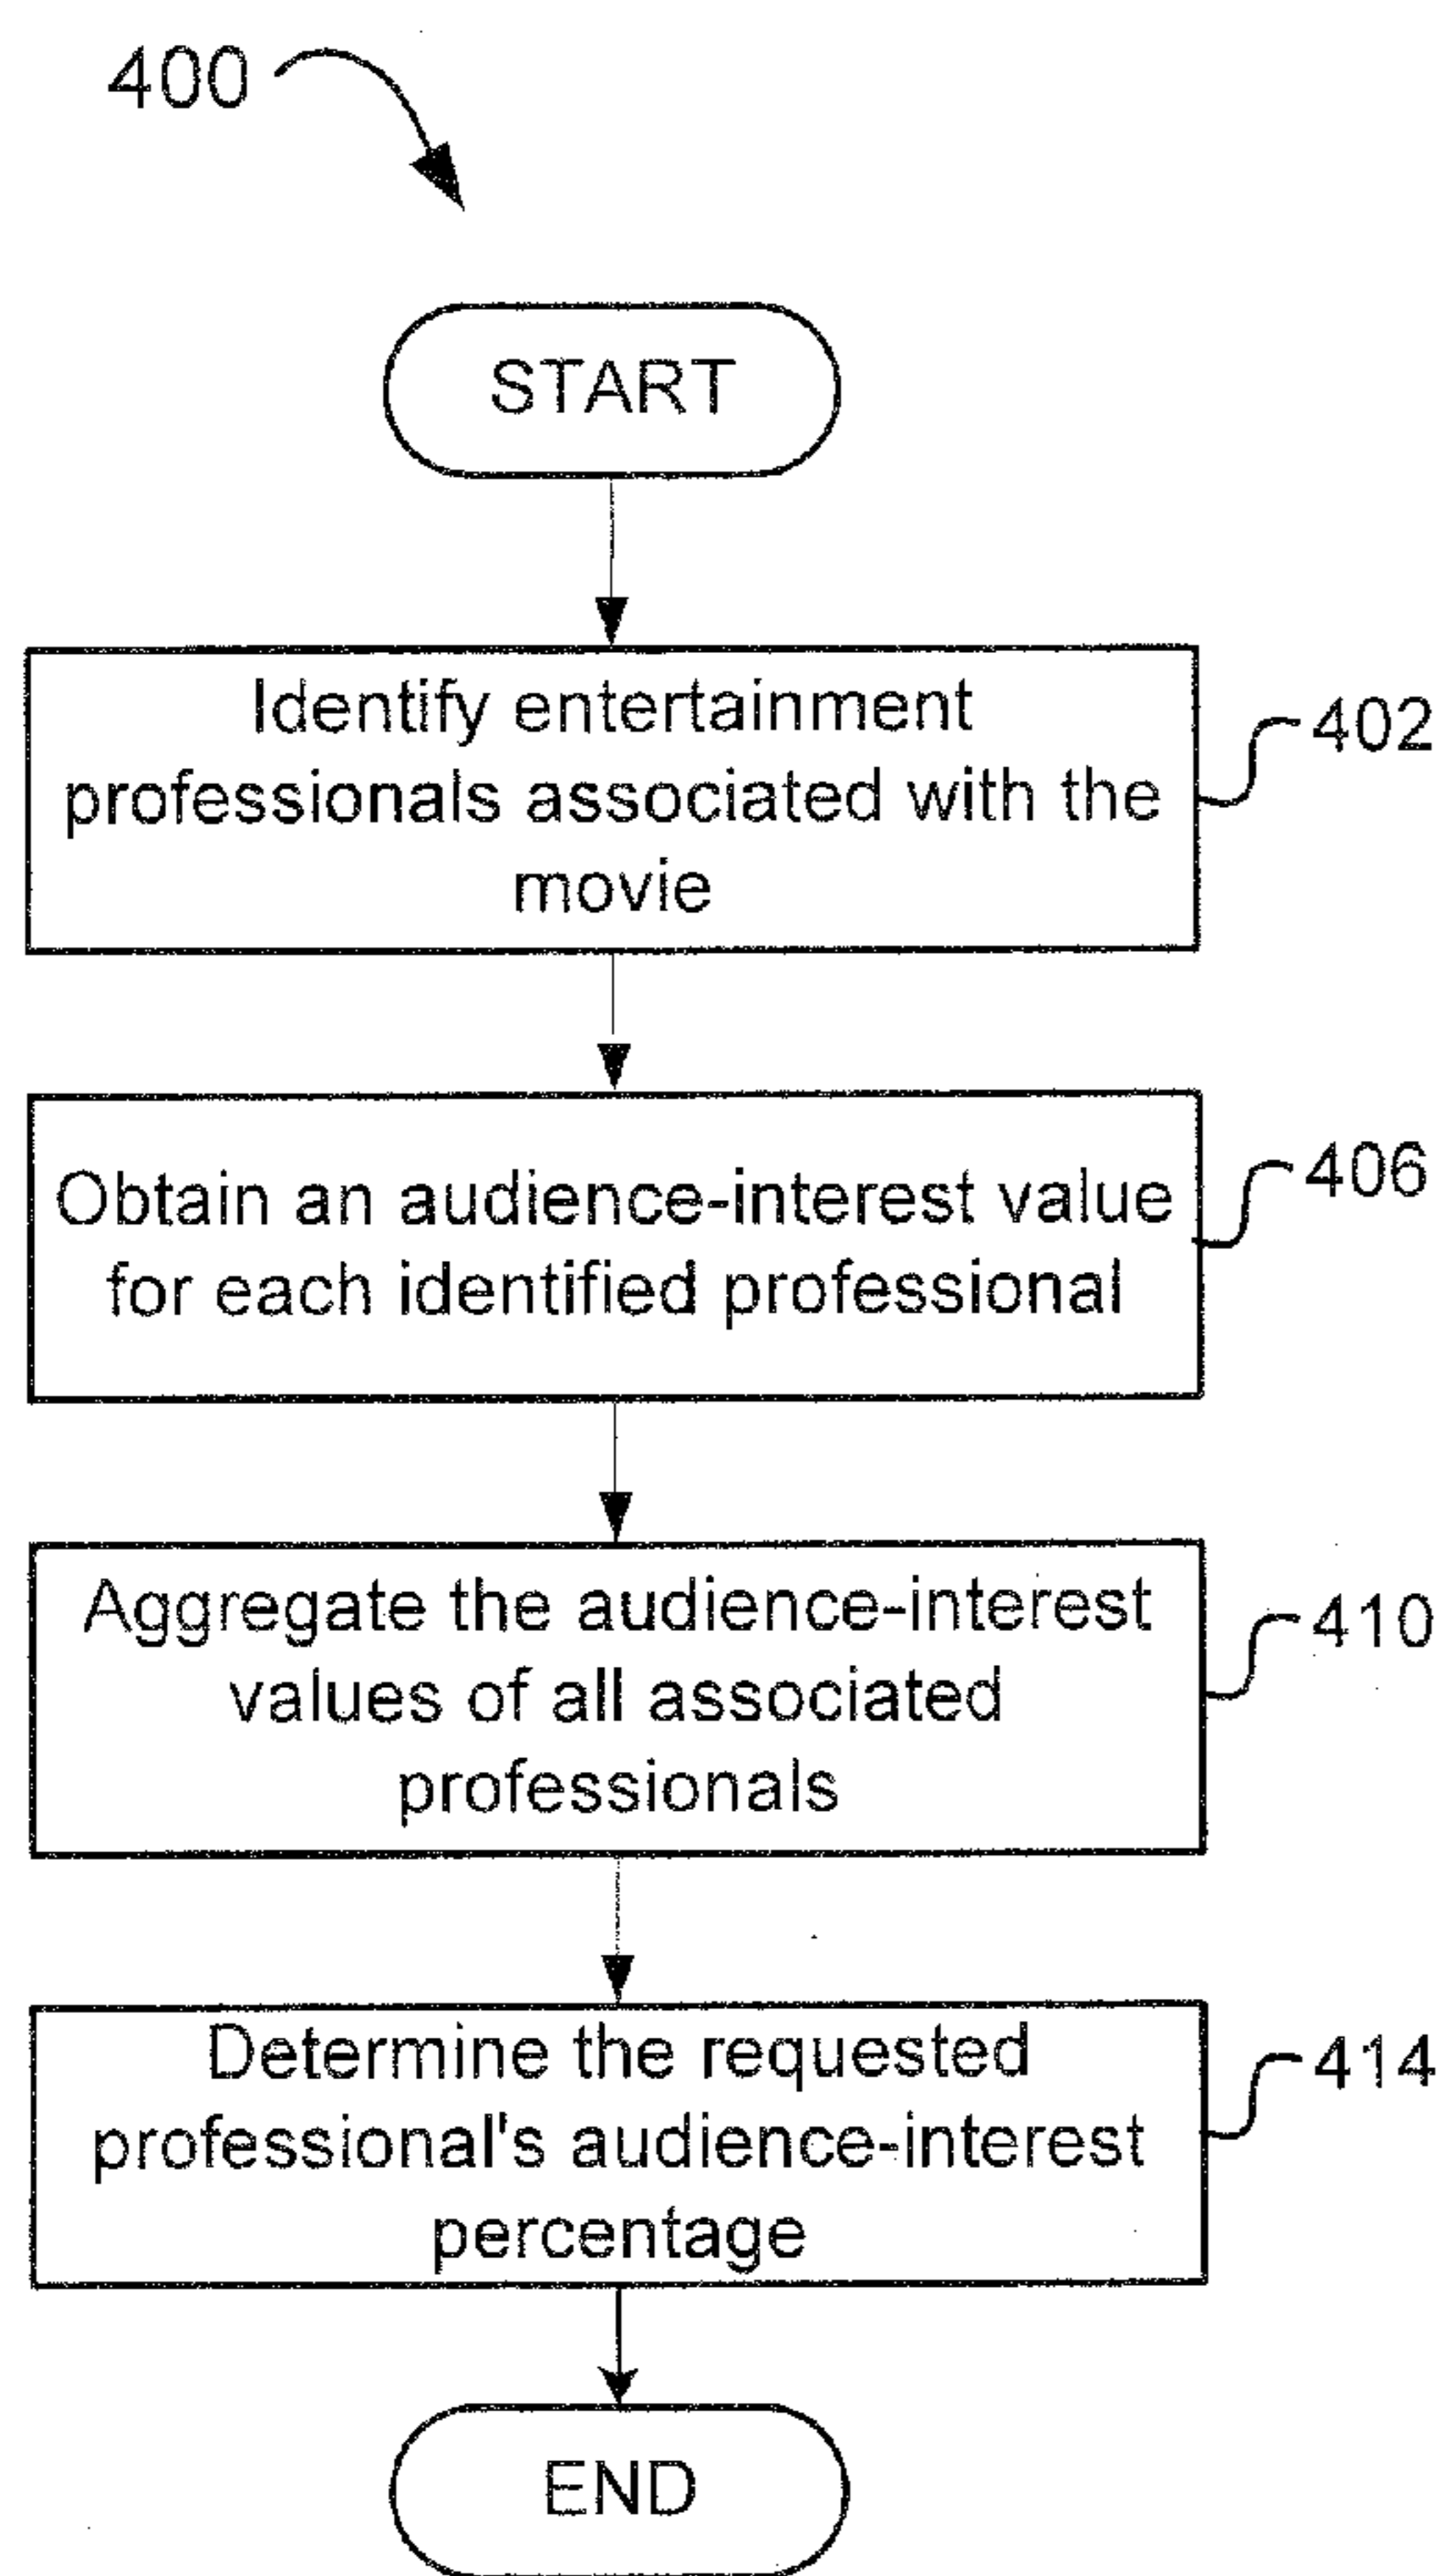 400
START
Identify entertainment
professionals associated with the
movie
402
Obtain an audience-interest value
for each identified professional
406
Aggregate the audience-interest
values of all associated
professionals
410
Determine the requested
professional's audience-interest
percentage
414
END